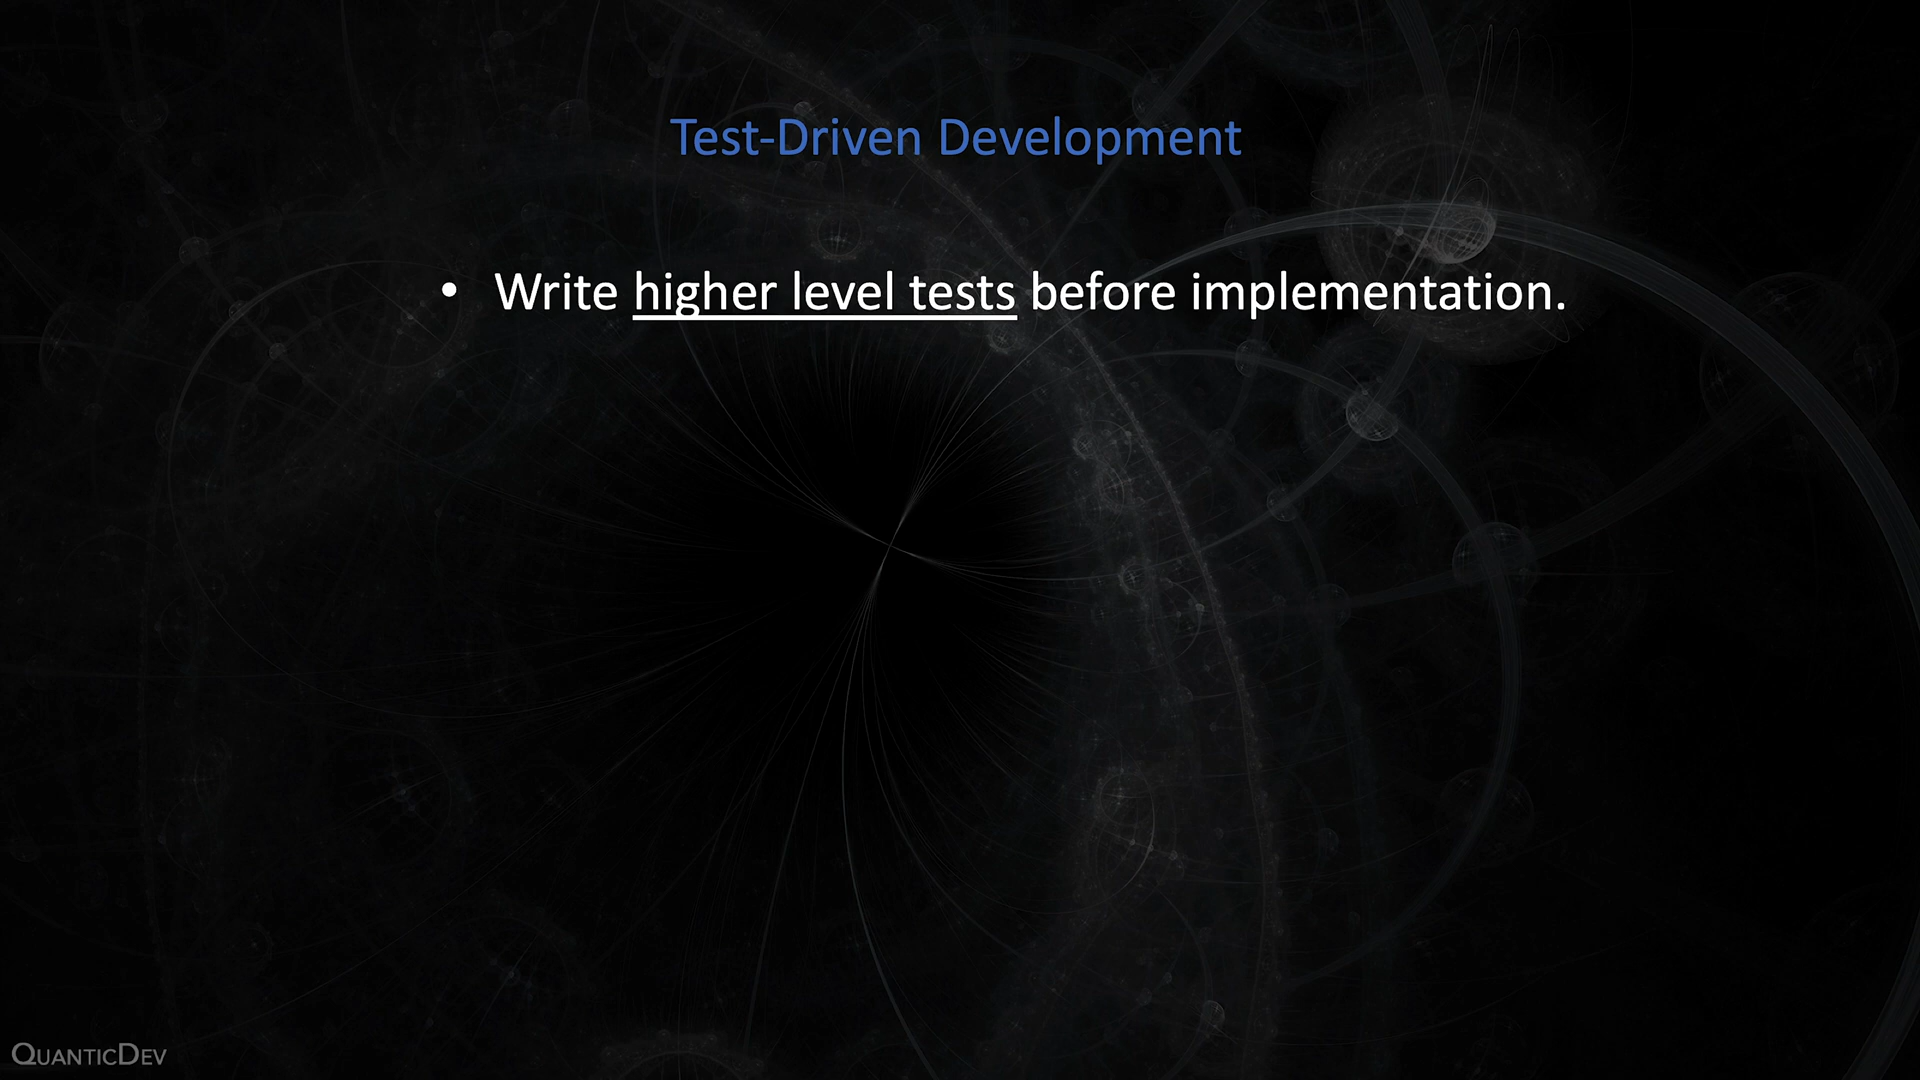 Test-Driven Development
• Write higher level tests before implementation.
QuanticDev